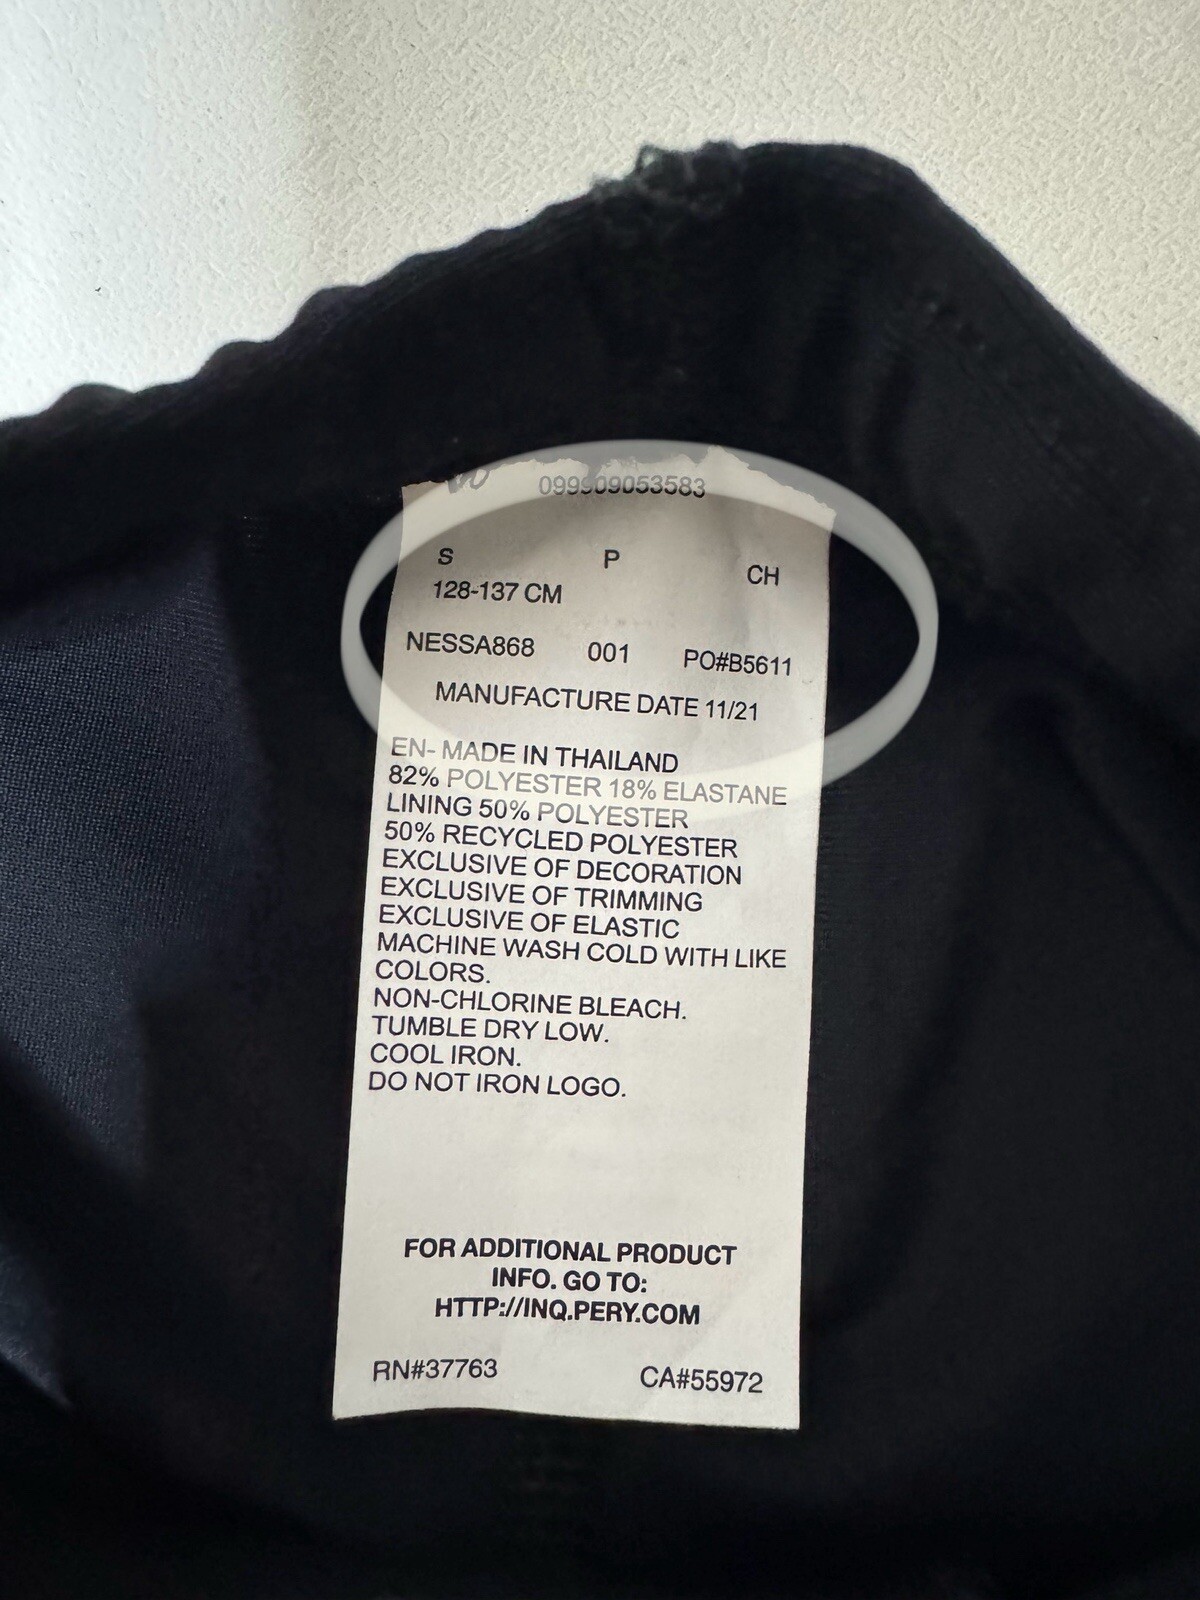 099909053583
S P CH
128-137 CM
NESSA868 001 PO#B5611
MANUFACTURE DATE 11/21
EN- MADE IN THAILAND
82% POLYESTER 18% ELASTANE
LINING 50% POLYESTER
50% RECYCLED POLYESTER
EXCLUSIVE OF DECORATION
EXCLUSIVE OF TRIMMING
EXCLUSIVE OF ELASTIC
MACHINE WASH COLD WITH LIKE
COLORS.
NON-CHLORINE BLEACH.
TUMBLE DRY LOW.
COOL IRON.
DO NOT IRON LOGO.
FOR ADDITIONAL PRODUCT
INFO. GO TO:
HTTP://INQ.PERY.COM
RN#37763 CA#55972